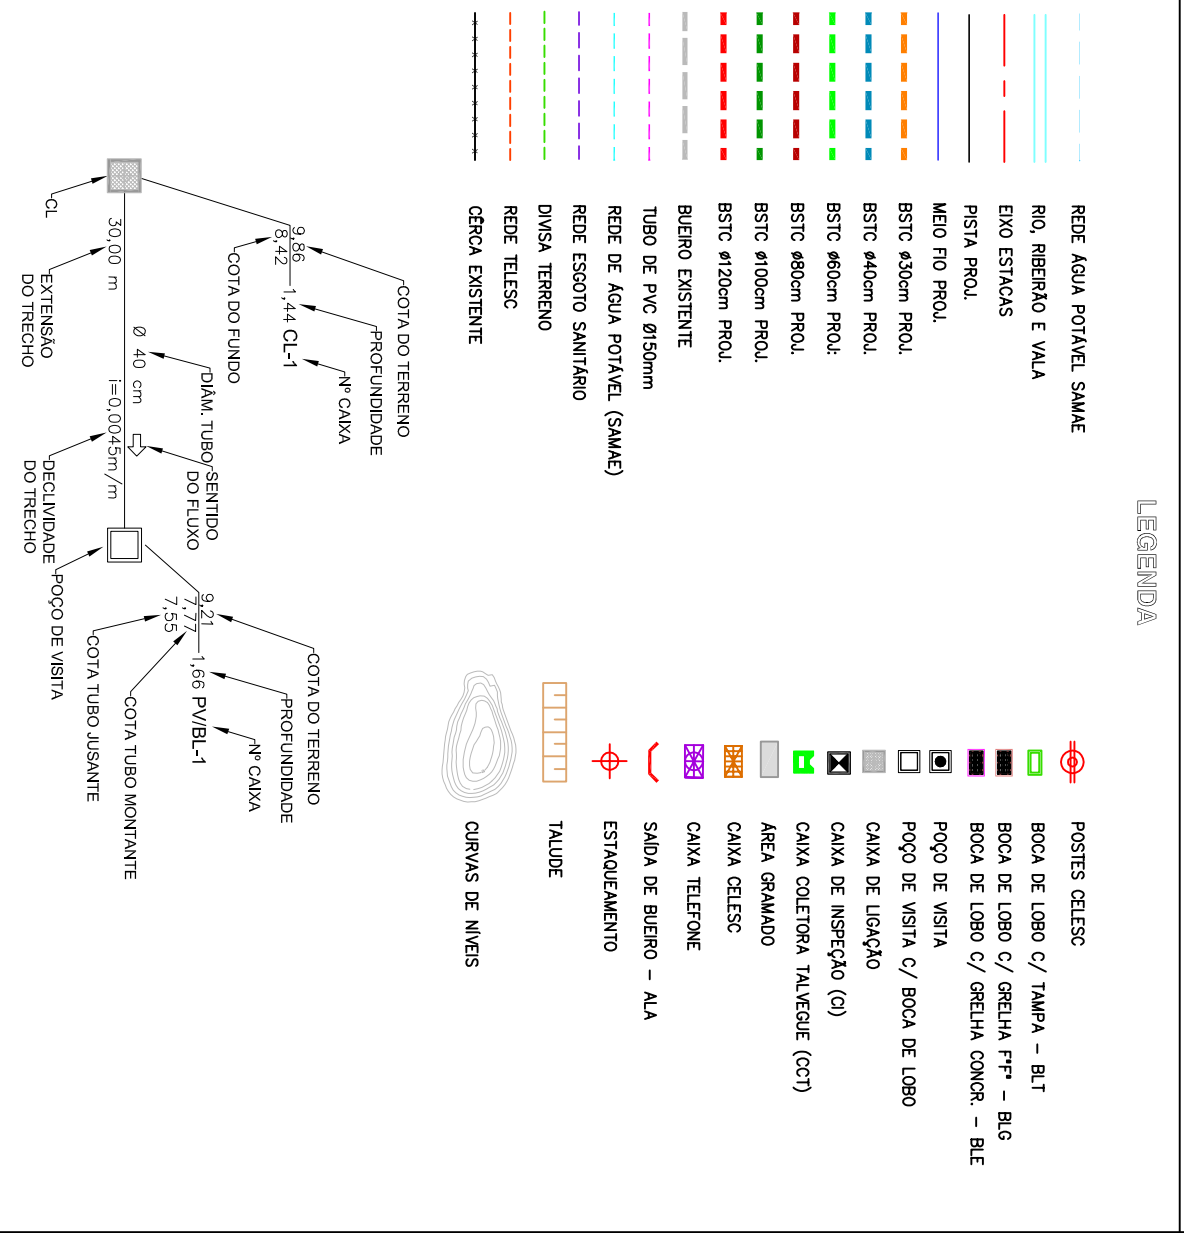 LEGENDA
REDE ÁGUA POTÁVEL SAMAE
RIO, RIBEIRÃO E VALA
EIXO ESTACAS
PISTA PROJ.
MEIO FIO PROJ.
BSTC ø30cm PROJ.
BSTC ø40cm PROJ.
BSTC ø60cm PROJ:
BSTC ø80cm PROJ.
BSTC ø100cm PROJ.
BSTC ø120cm PROJ.
BUEIRO EXISTENTE
TUBO DE PVC Ø150mm
REDE DE ÁGUA POTÁVEL (SAMAE)
REDE ESGOTO SANITÁRIO
DIVISA TERRENO
REDE TELESC
CÊRCA EXISTENTE
POSTES CELESC
BOCA DE LOBO C/ TAMPA - BLT
BOCA DE LOBO C/ GRELHA FºFº - BLG
BOCA DE LOBO C/ GRELHA CONCR. - BLE
POÇO DE VISITA
POÇO DE VISITA C/ BOCA DE LOBO
CAIXA DE LIGAÇÃO
CAIXA DE INSPEÇÃO (CI)
CAIXA COLETORA TALVEGUE (CCT)
ÁREA GRAMADO
CAIXA CELESC
CAIXA TELEFONE
SAÍDA DE BUEIRO - ALA
ESTAQUEAMENTO
TALUDE
CURVAS DE NÍVEIS
COTA DO TERRENO
PROFUNDIDADE
Nº CAIXA
9,86
8,42
1,44 CL-1
COTA DO FUNDO
CL
30,00 m
EXTENSÃO
DO TRECHO
Ø 40 cm
DIÂM. TUBO
SENTIDO
DO FLUXO
i=0,0045m/m
DECLIVIDADE
DO TRECHO
POÇO DE VISITA
COTA DO TERRENO
PROFUNDIDADE
Nº CAIXA
9,21
7,77
7,55
1,66 PV/BL-1
COTA TUBO MONTANTE
COTA TUBO JUSANTE